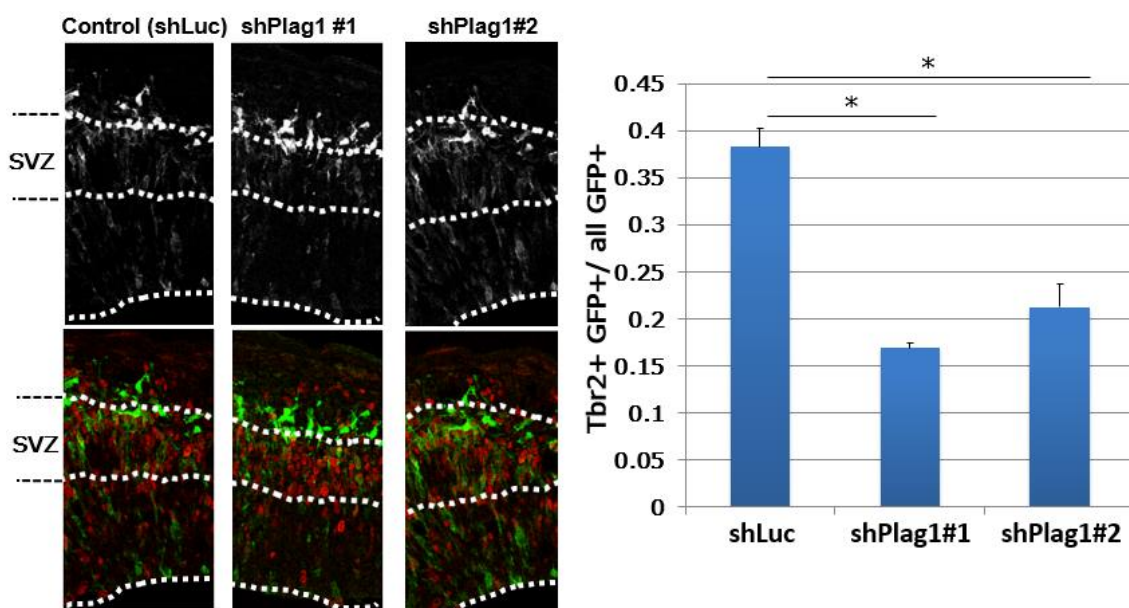 Control (shLuc) shPlag1 #1 shPlag1#2
SVZ
SVZ
Tbr2+ GFP+/ all GFP+
0.45
0.4
0.35
0.3
0.25
0.2
0.15
0.1
0.05
0
*
*
shLuc shPlag1#1 shPlag1#2